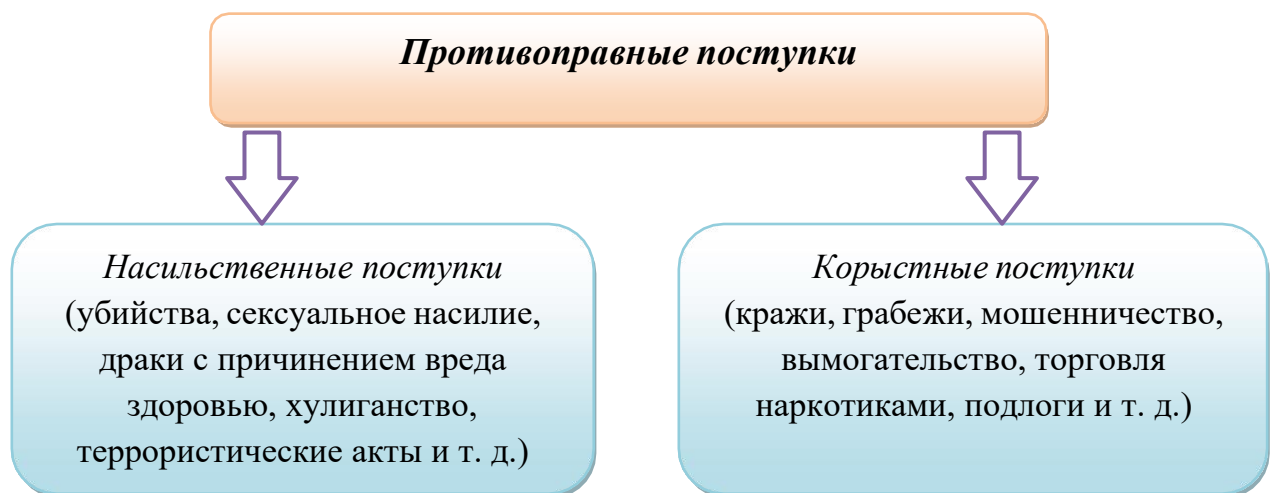 Противоправные поступки
Насильственные поступки
(убийства, сексуальное насилие,
драки с причинением вреда
здоровью, хулиганство,
террористические акты и т. д.)
Корыстные поступки
(кражи, грабежи, мошенничество,
вымогательство, торговля
наркотиками, подлоги и т. д.)